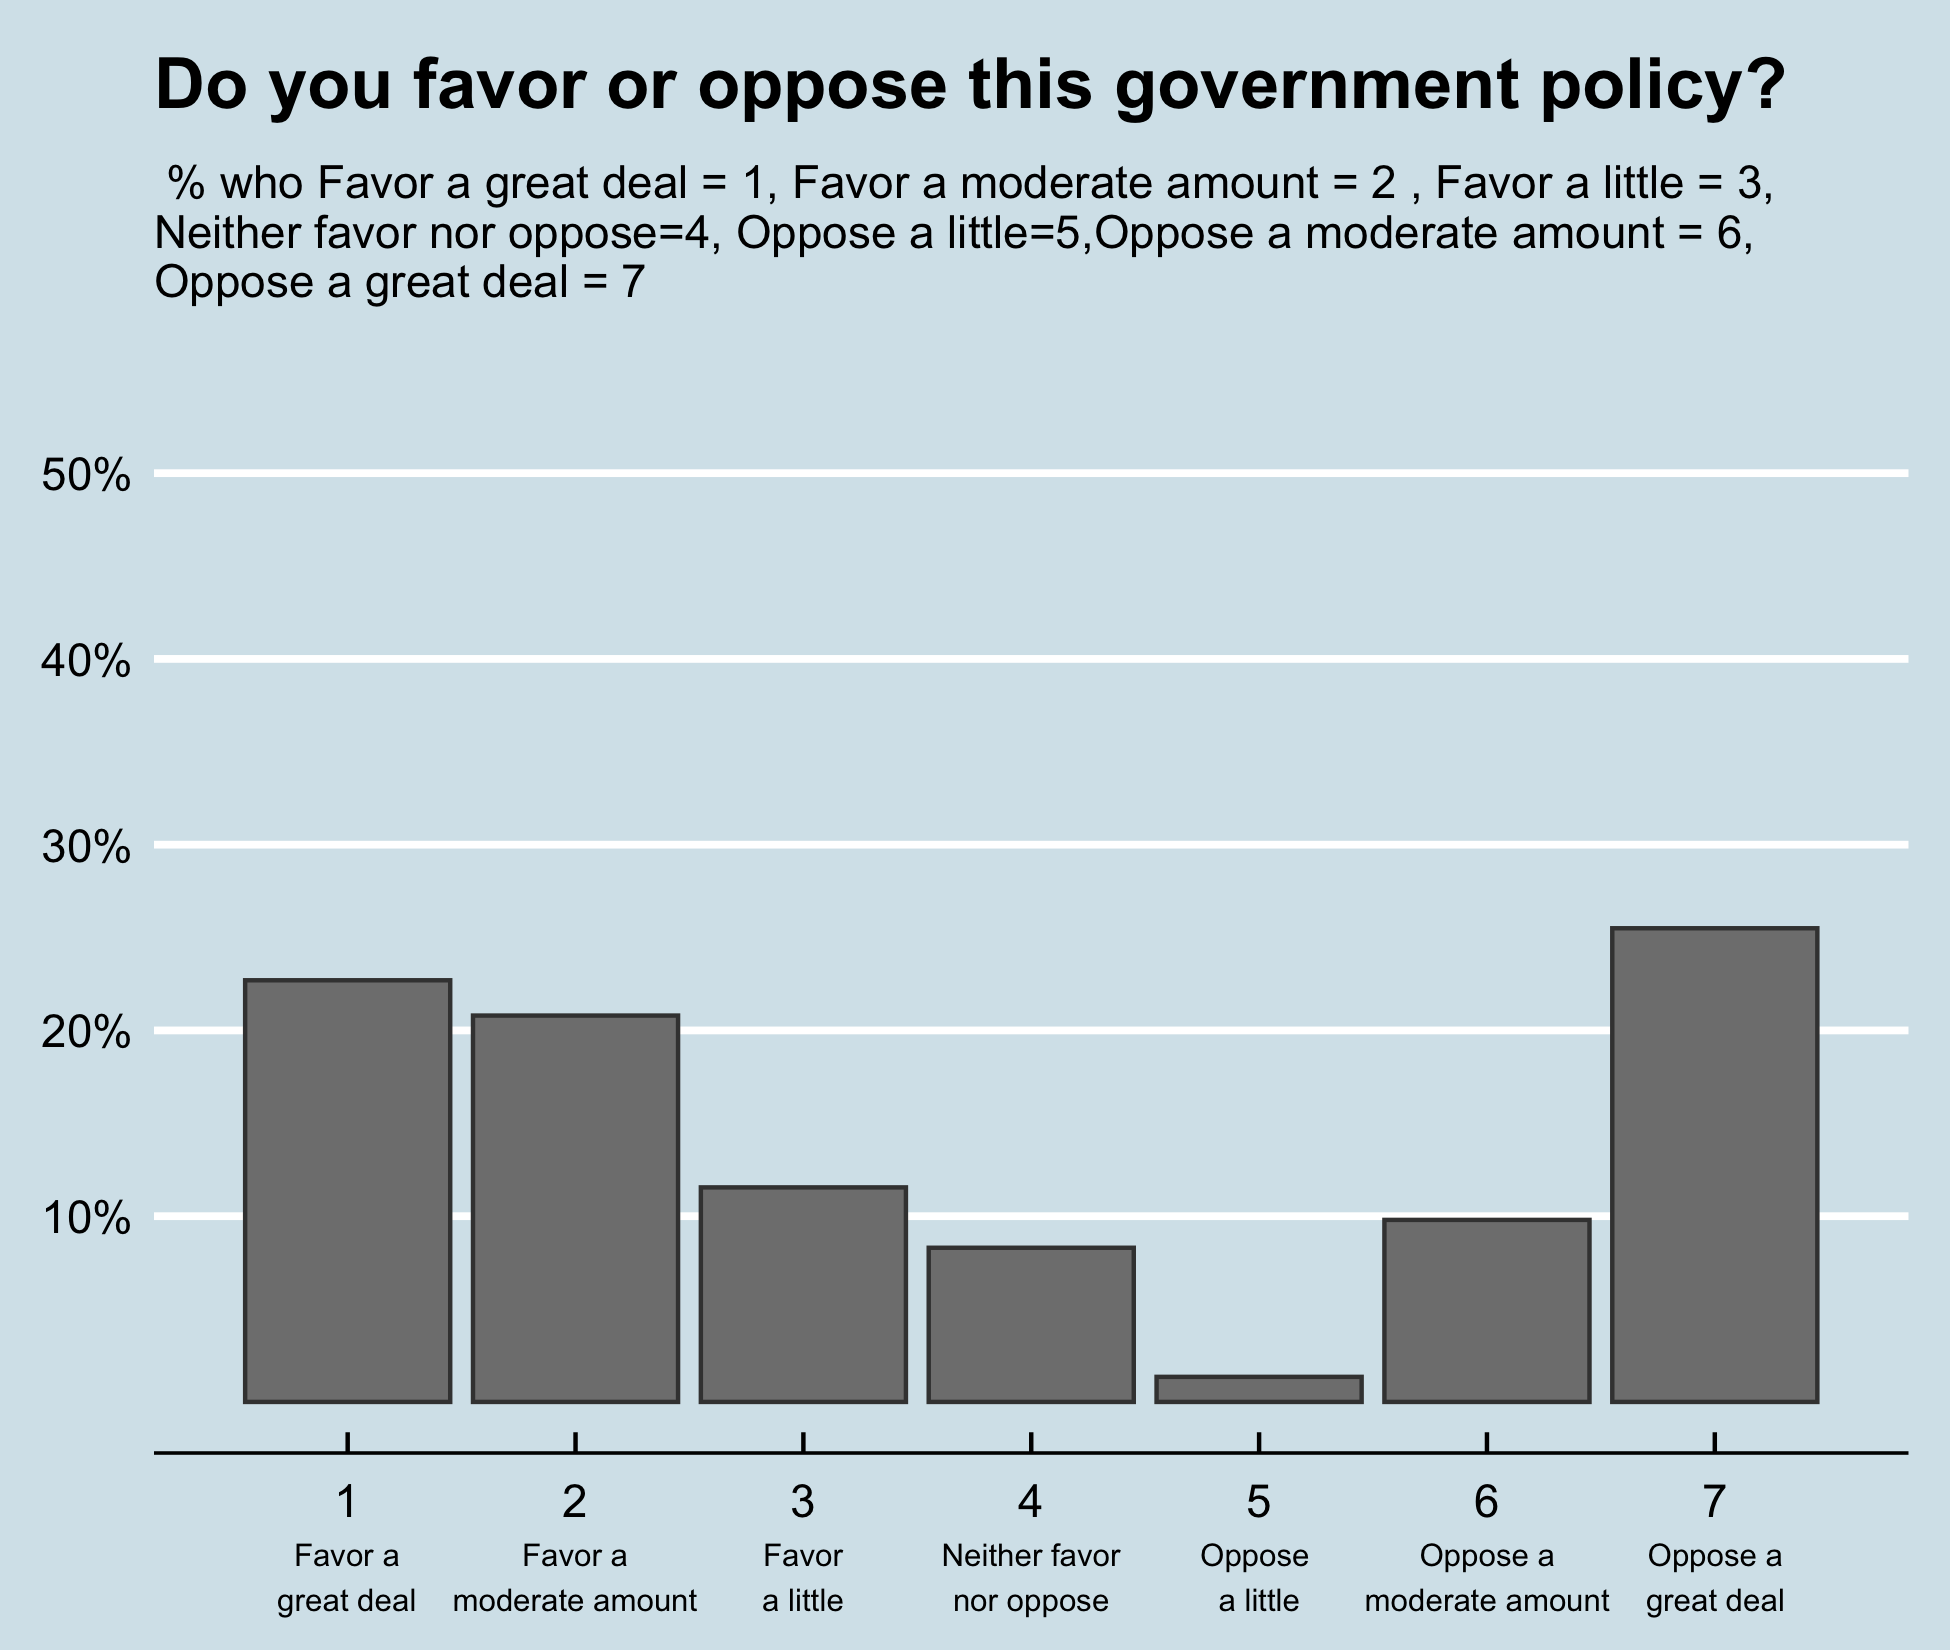 Do you favor or oppose this government policy?
% who Favor a great deal = 1, Favor a moderate amount = 2 , Favor a little = 3,
Neither favor nor oppose=4, Oppose a little=5,Oppose a moderate amount = 6,
Oppose a great deal = 7
50%
40%
30%
20%
10%
1 2 3 4 5 6 7
Favor a Favor a Favor Neither favor Oppose Oppose a Oppose a
great deal moderate amount a little nor oppose a little moderate amount great deal